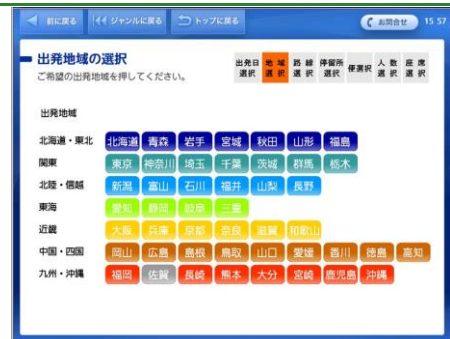 前に戻る ジャンルに戻る トップに戻る お問合せ 15 57
出発地域の選択
ご希望の出発地域を押してください。
出発日選択 地域選択 路線選択 停留所選択 便選択 人数選択 座席選択
出発地域
北海道・東北 北海道 青森 岩手 宮城 秋田 山形 福島
関東 東京 神奈川 埼玉 千葉 茨城 群馬 栃木
北陸・信越 新潟 富山 石川 福井 山梨 長野
東海 愛知 静岡 岐阜 三重
近畿 大阪 兵庫 京都 奈良 滋賀 和歌山
中国・四国 岡山 広島 島根 鳥取 山口 愛媛 香川 徳島 高知
九州・沖縄 福岡 佐賀 長崎 熊本 大分 宮崎 鹿児島 沖縄